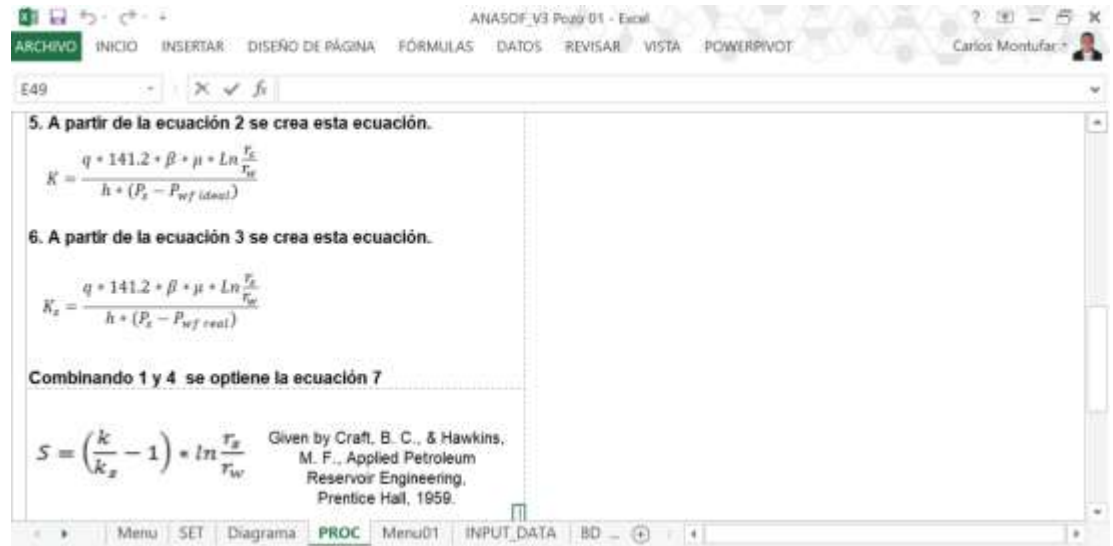 ANASOF_V3 Pozo 01 - Excel
ARCHIVO INICIO INSERTAR DISEÑO DE PÁGINA FÓRMULAS DATOS REVISAR VISTA POWERPIVOT Carlos Montufar
E49 fx
5. A partir de la ecuación 2 se crea esta ecuación.
K = q * 141.2 * β * μ * Ln r_s/r_w / h * (P_s − P_wf ideal)
6. A partir de la ecuación 3 se crea esta ecuación.
K_s = q * 141.2 * β * μ * Ln r_s/r_w / h * (P_s − P_wf real)
Combinando 1 y 4 se optiene la ecuación 7
S = (k/k_s − 1) * ln r_s/r_w
Given by Craft, B. C., & Hawkins,
M. F., Applied Petroleum
Reservoir Engineering,
Prentice Hall, 1959.
Menu SET Diagrama PROC Menu01 INPUT_DATA BD ...